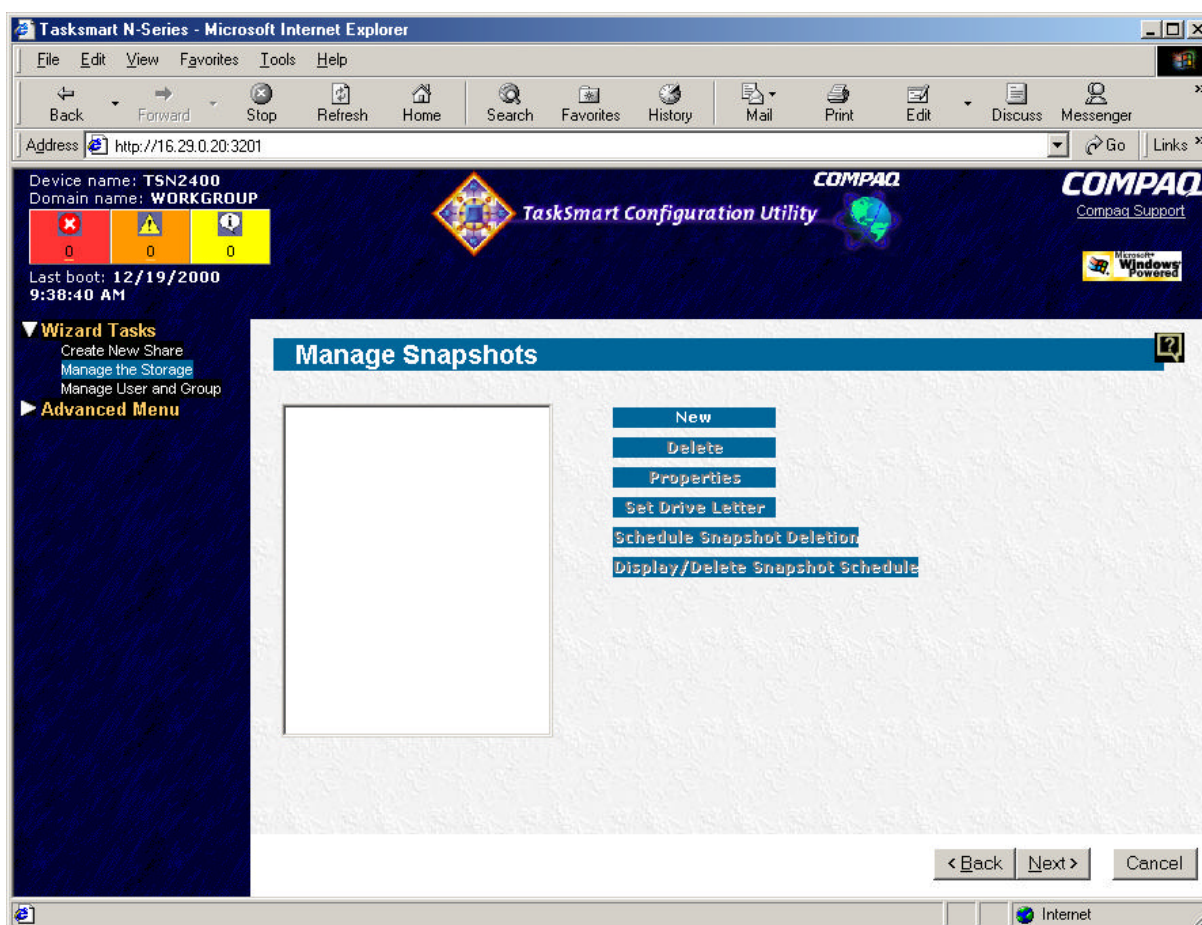 Tasksmart N-Series - Microsoft Internet Explorer
File Edit View Favorites Tools Help
Back Forward Stop Refresh Home Search Favorites History Mail Print Edit Discuss Messenger »
Address http://16.29.0.20:3201 Go Links »
Device name: TSN2400
Domain name: WORKGROUP
0 0 0
Last boot: 12/19/2000
9:38:40 AM
TaskSmart Configuration Utility
COMPAQ
COMPAQ
Compaq Support
Microsoft
Windows
Powered
Wizard Tasks
Create New Share
Manage the Storage
Manage User and Group
Advanced Menu
Manage Snapshots
?
New
Delete
Properties
Set Drive Letter
Schedule Snapshot Deletion
Display/Delete Snapshot Schedule
< Back Next > Cancel
Internet